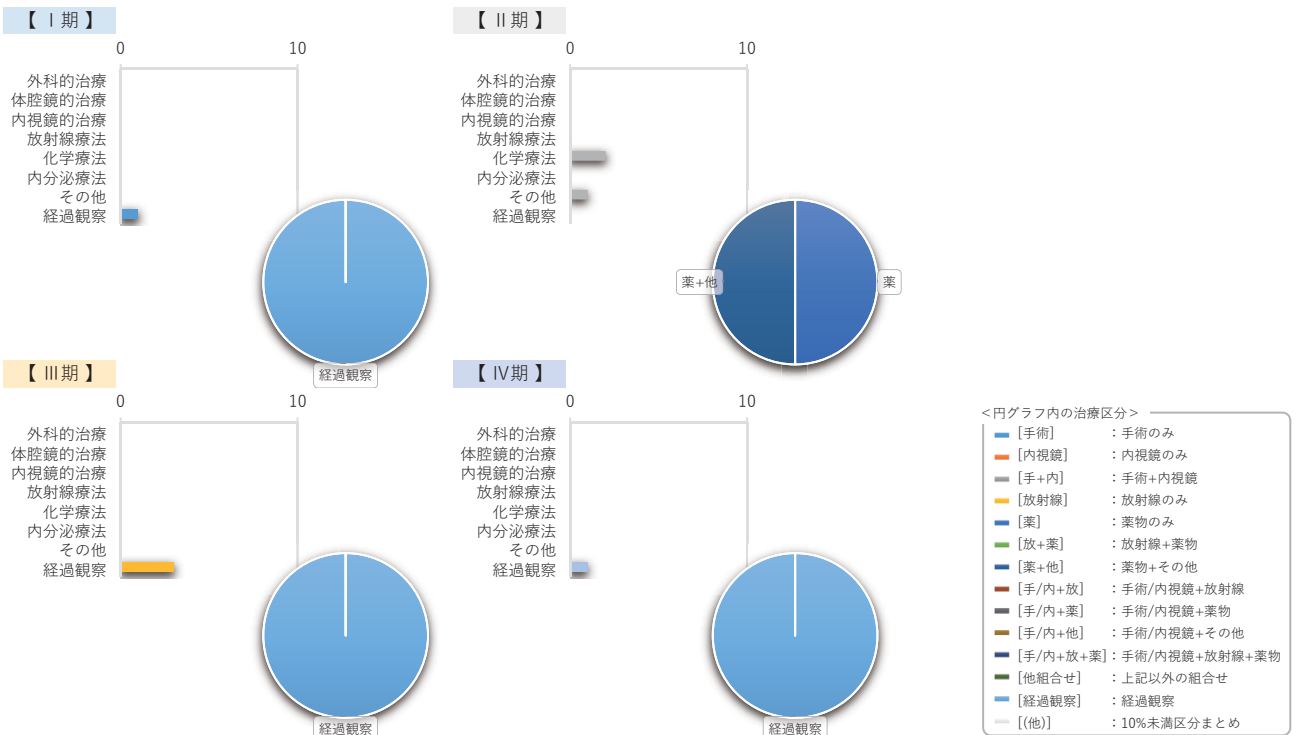 【 I 期 】
0 10
外科的治療
体腔鏡的治療
内視鏡的治療
放射線療法
化学療法
内分泌療法
その他
経過観察
経過観察
【 II期 】
0 10
外科的治療
体腔鏡的治療
内視鏡的治療
放射線療法
化学療法
内分泌療法
その他
経過観察
薬+他
薬
【 III期 】
0 10
外科的治療
体腔鏡的治療
内視鏡的治療
放射線療法
化学療法
内分泌療法
その他
経過観察
経過観察
【 IV期 】
0 10
外科的治療
体腔鏡的治療
内視鏡的治療
放射線療法
化学療法
内分泌療法
その他
経過観察
経過観察
＜円グラフ内の治療区分＞
[手術] ：手術のみ
[内視鏡] ：内視鏡のみ
[手+内] ：手術+内視鏡
[放射線] ：放射線のみ
[薬] ：薬物のみ
[放+薬] ：放射線+薬物
[薬+他] ：薬物+その他
[手/内+放] ：手術/内視鏡+放射線
[手/内+薬] ：手術/内視鏡+薬物
[手/内+他] ：手術/内視鏡+その他
[手/内+放+薬]：手術/内視鏡+放射線+薬物
[他組合せ] ：上記以外の組合せ
[経過観察] ：経過観察
[(他)] ：10%未満区分まとめ